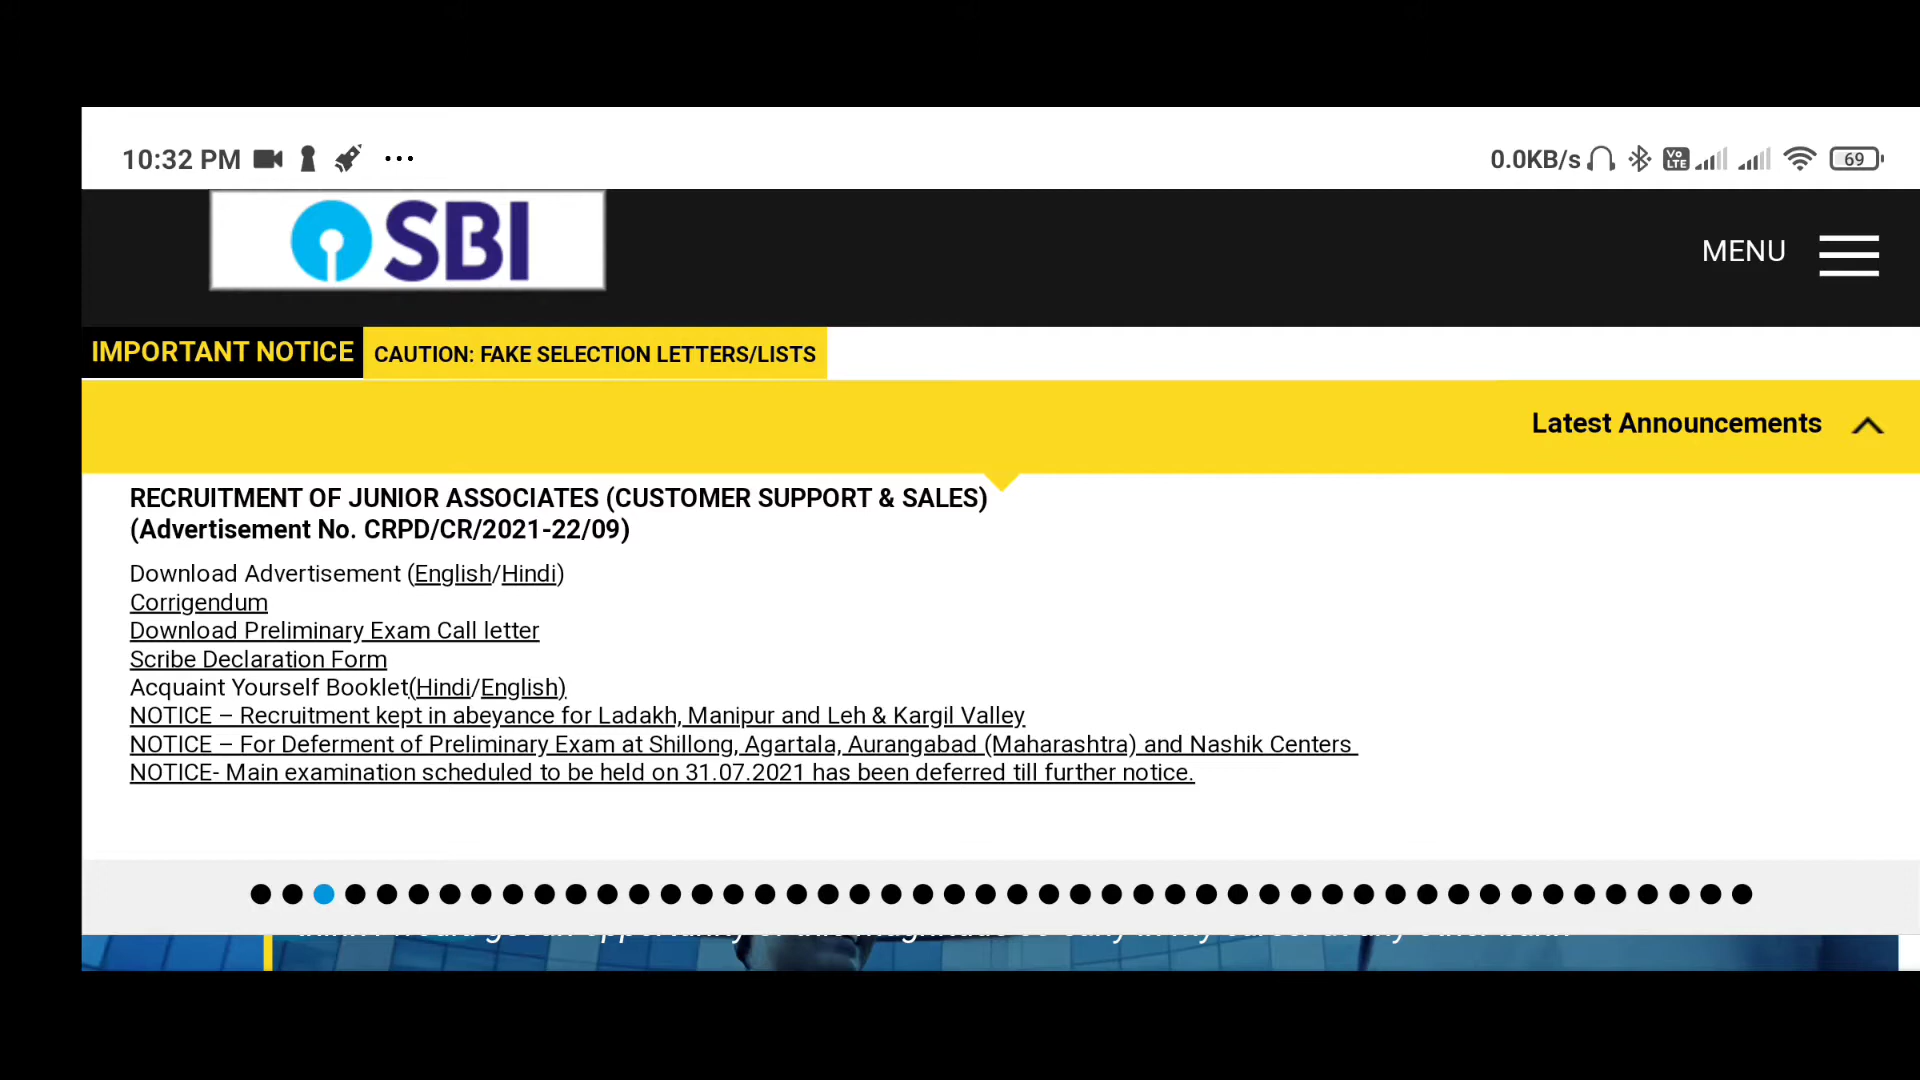 10:32 PM ... 0.0KB/s Vo LTE 69
SBI
MENU
IMPORTANT NOTICE CAUTION: FAKE SELECTION LETTERS/LISTS
Latest Announcements
RECRUITMENT OF JUNIOR ASSOCIATES (CUSTOMER SUPPORT & SALES)
(Advertisement No. CRPD/CR/2021-22/09)
Download Advertisement (English/Hindi)
Corrigendum
Download Preliminary Exam Call letter
Scribe Declaration Form
Acquaint Yourself Booklet(Hindi/English)
NOTICE – Recruitment kept in abeyance for Ladakh, Manipur and Leh & Kargil Valley
NOTICE – For Deferment of Preliminary Exam at Shillong, Agartala, Aurangabad (Maharashtra) and Nashik Centers
NOTICE- Main examination scheduled to be held on 31.07.2021 has been deferred till further notice.